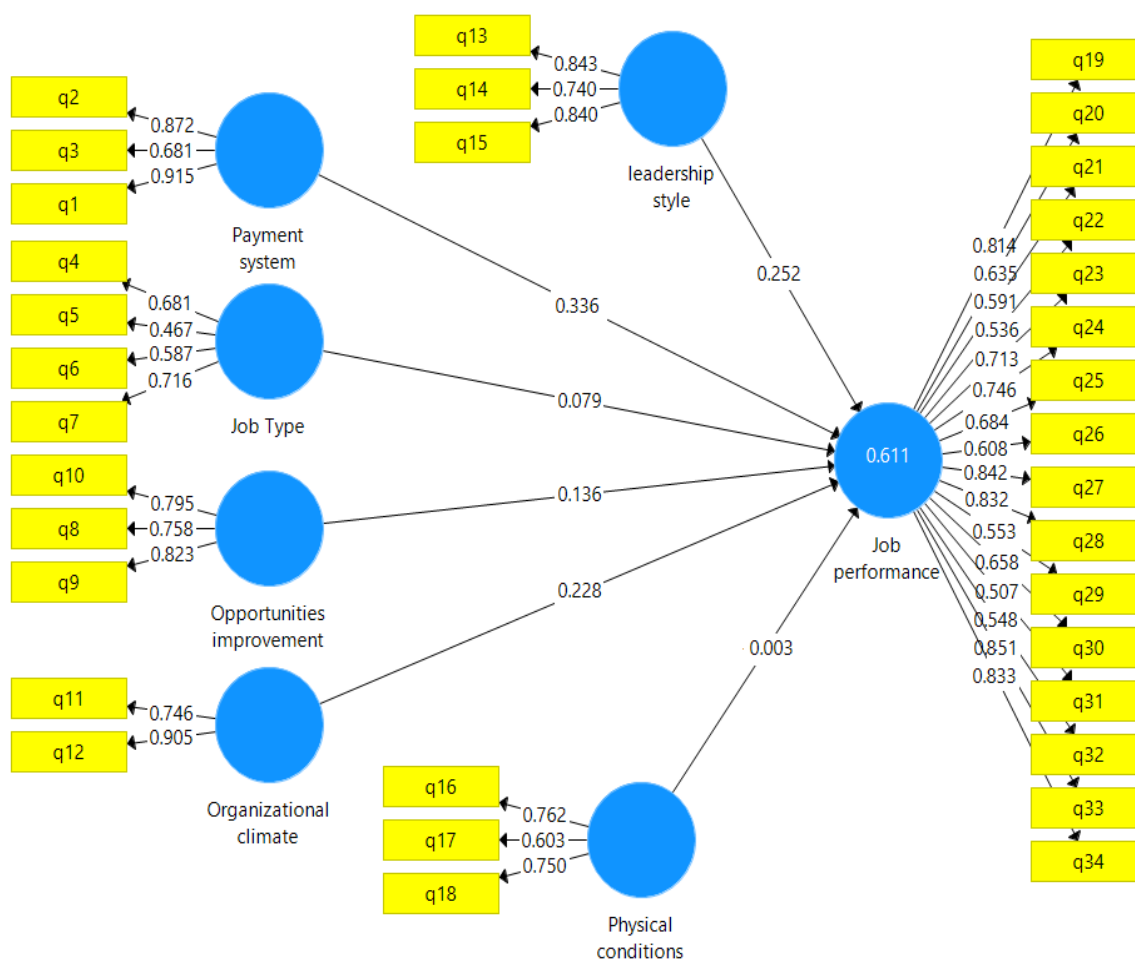 q13
q14
q15
0.843
0.740
0.840
leadership
style
q2
q3
q1
0.872
0.681
0.915
Payment
system
q4
q5
q6
q7
0.681
0.467
0.587
0.716
Job Type
q10
q8
q9
0.795
0.758
0.823
Opportunities
improvement
q11
q12
0.746
0.905
Organizational
climate
q16
q17
q18
0.762
0.603
0.750
Physical
conditions
0.252
0.336
0.079
0.136
0.228
0.003
0.611
Job
performance
0.814
0.635
0.591
0.536
0.713
0.746
0.684
0.608
0.842
0.832
0.553
0.658
0.507
0.548
0.851
0.833
q19
q20
q21
q22
q23
q24
q25
q26
q27
q28
q29
q30
q31
q32
q33
q34